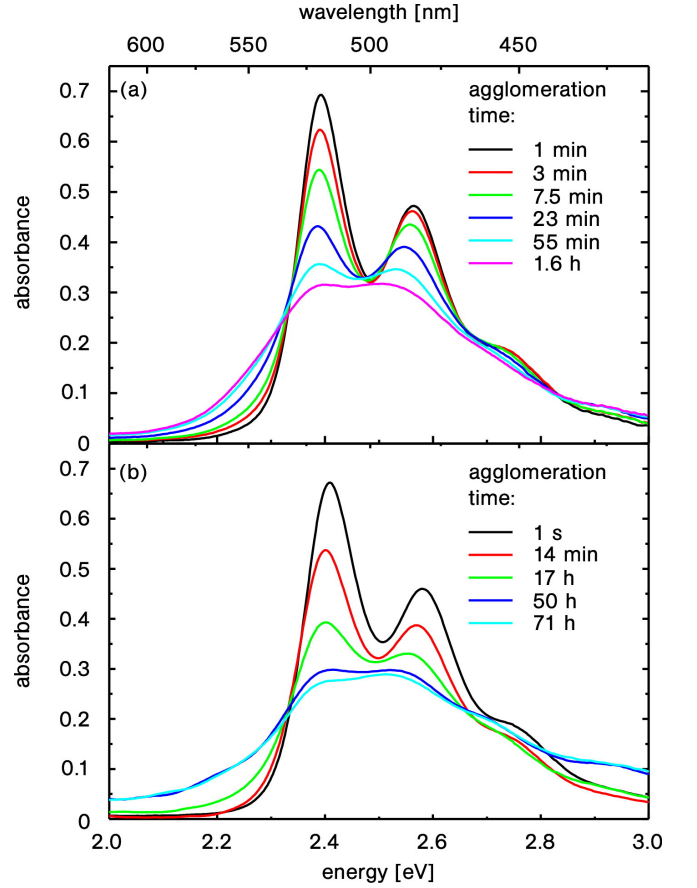 wavelength [nm]
600 550 500 450
(a)
agglomeration
time:
1 min
3 min
7.5 min
23 min
55 min
1.6 h
absorbance
0.7
0.6
0.5
0.4
0.3
0.2
0.1
0
(b)
agglomeration
time:
1 s
14 min
17 h
50 h
71 h
absorbance
0.7
0.6
0.5
0.4
0.3
0.2
0.1
0
2.0 2.2 2.4 2.6 2.8 3.0
energy [eV]